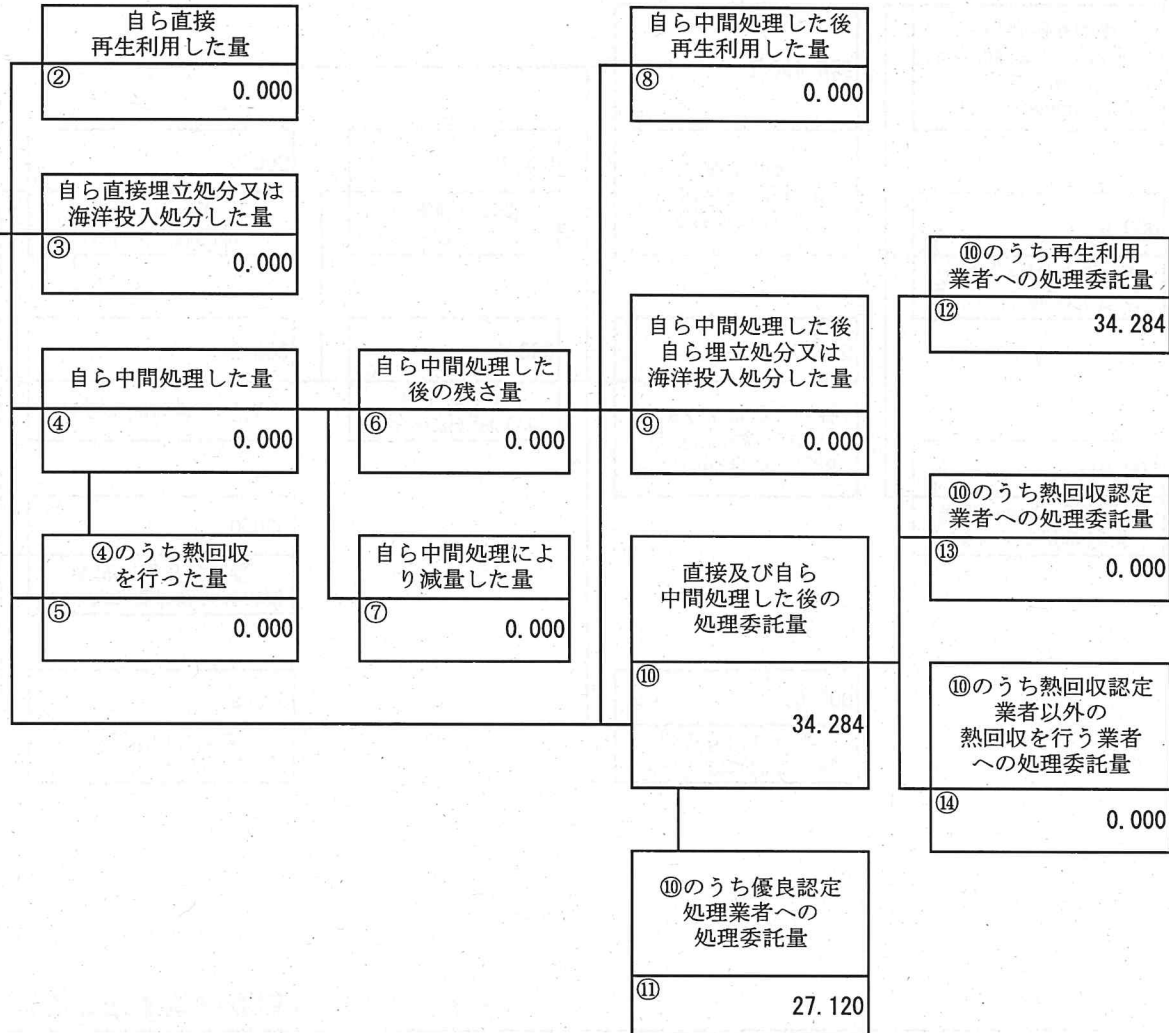 自ら直接
再生利用した量
②
0.000
自ら直接埋立処分又は
海洋投入処分した量
③
0.000
自ら中間処理した量
④
0.000
④のうち熱回収
を行った量
⑤
0.000
自ら中間処理した
後の残さ量
⑥
0.000
自ら中間処理によ
り減量した量
⑦
0.000
自ら中間処理した後
再生利用した量
⑧
0.000
自ら中間処理した後
自ら埋立処分又は
海洋投入処分した量
⑨
0.000
直接及び自ら
中間処理した後の
処理委託量
⑩
34.284
⑩のうち優良認定
処理業者への
処理委託量
⑪
27.120
⑩のうち再生利用
業者への処理委託量
⑫
34.284
⑩のうち熱回収認定
業者への処理委託量
⑬
0.000
⑩のうち熱回収認定
業者以外の
熱回収を行う業者
への処理委託量
⑭
0.000